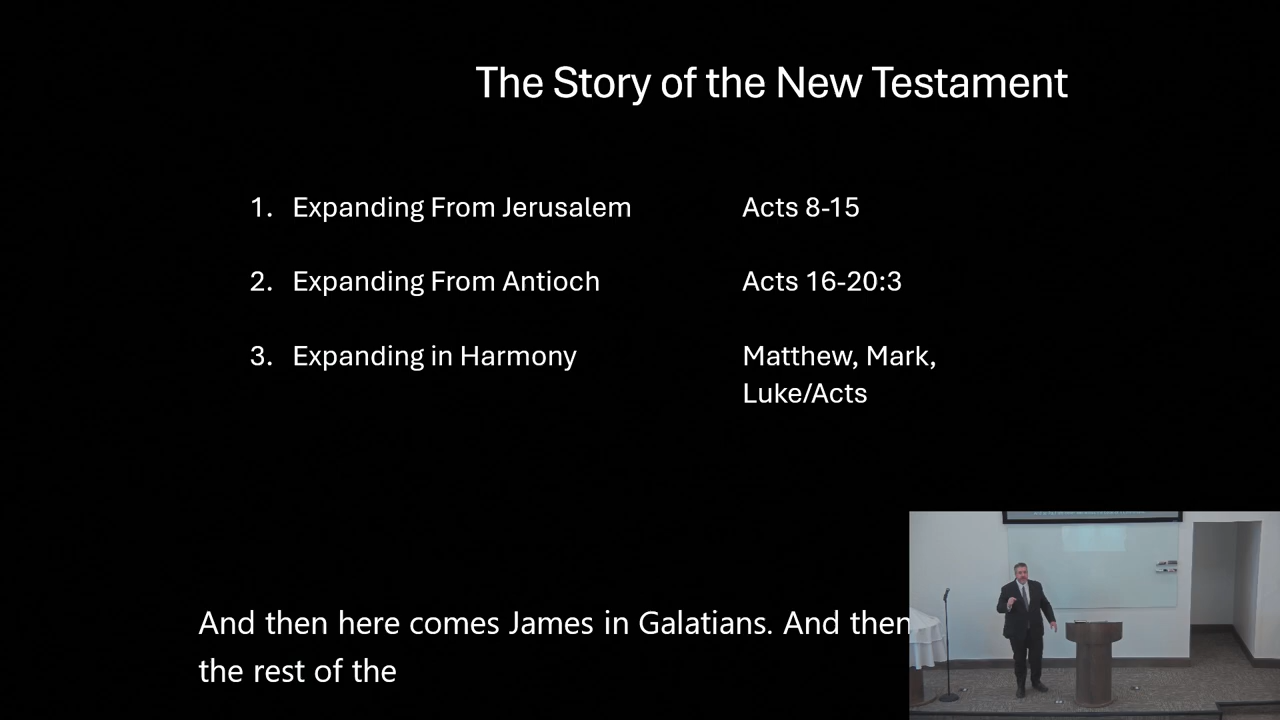 The Story of the New Testament
1. Expanding From Jerusalem Acts 8-15
2. Expanding From Antioch Acts 16-20:3
3. Expanding in Harmony Matthew, Mark,
Luke/Acts
And then here comes James in Galatians. And then
the rest of the